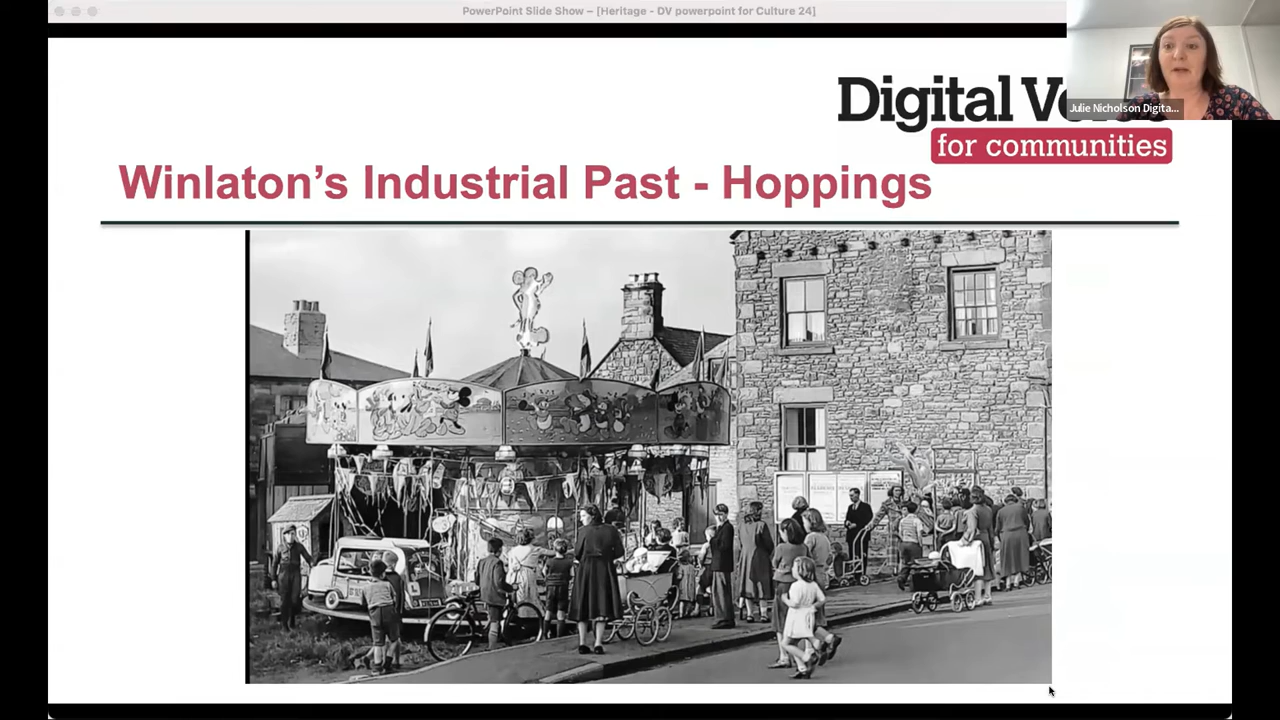 PowerPoint Slide Show – [Heritage - DV powerpoint for Culture 24]
Digital
for communities
Julie Nicholson Digita...
Winlaton's Industrial Past - Hoppings
L